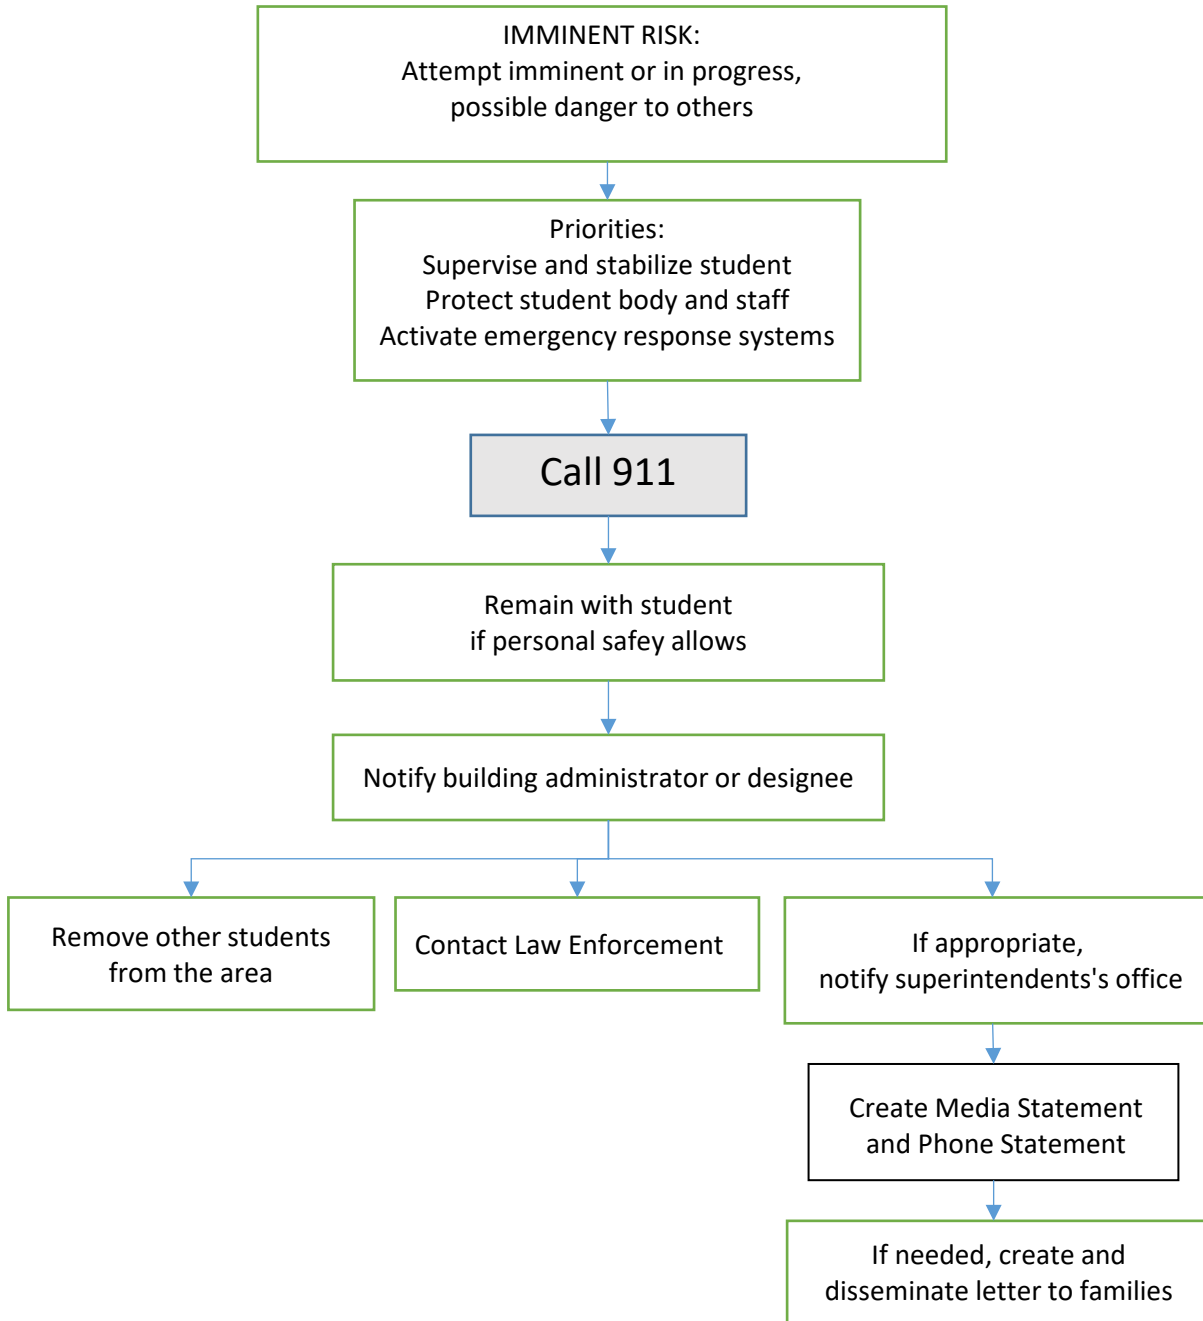 IMMINENT RISK:
Attempt imminent or in progress,
possible danger to others
Priorities:
Supervise and stabilize student
Protect student body and staff
Activate emergency response systems
Call 911
Remain with student
if personal safey allows
Notify building administrator or designee
Remove other students
from the area
Contact Law Enforcement
If appropriate,
notify superintendents's office
Create Media Statement
and Phone Statement
If needed, create and
disseminate letter to families